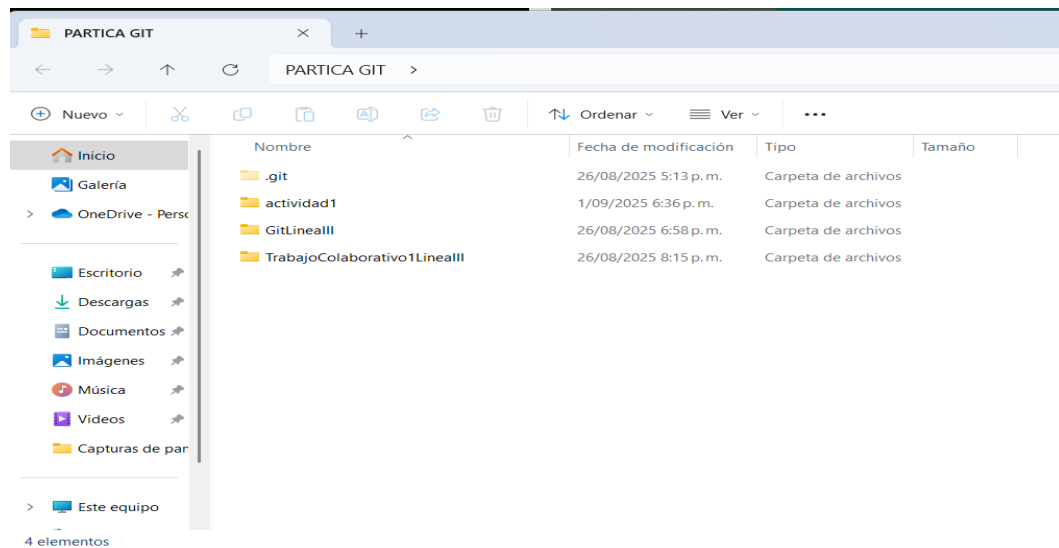 PARTICA GIT
PARTICA GIT >
Nuevo Ordenar Ver ...
Inicio
Galería
> OneDrive - Persc
Escritorio
Descargas
Documentos
Imágenes
Música
Videos
Capturas de par
> Este equipo
Nombre Fecha de modificación Tipo Tamaño
.git 26/08/2025 5:13 p. m. Carpeta de archivos
actividad1 1/09/2025 6:36 p. m. Carpeta de archivos
GitLineaIII 26/08/2025 6:58 p. m. Carpeta de archivos
TrabajoColaborativo1LineaIII 26/08/2025 8:15 p. m. Carpeta de archivos
4 elementos